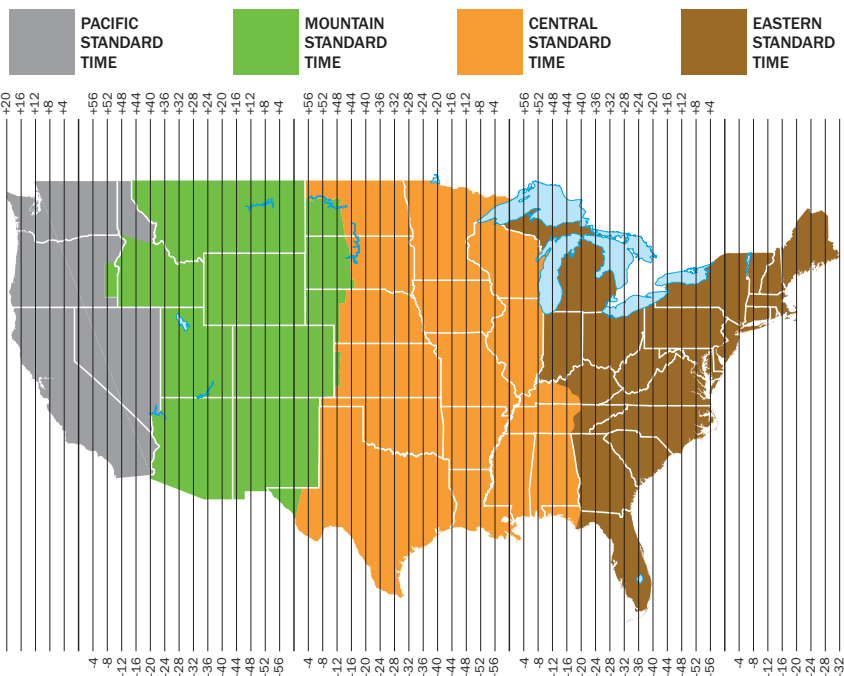 PACIFIC
STANDARD
TIME
MOUNTAIN
STANDARD
TIME
CENTRAL
STANDARD
TIME
EASTERN
STANDARD
TIME
+20 +16 +12 +8 +4 +56 +52 +48 +44 +40 +36 +32 +28 +24 +20 +16 +12 +8 +4 +56 +52 +48 +44 +40 +36 +32 +28 +24 +20 +16 +12 +8 +4 +56 +52 +48 +44 +40 +36 +32 +28 +24 +20 +16 +12 +8 +4
-4 -8 -12 -16 -20 -24 -28 -32 -36 -40 -44 -48 -52 -56 -4 -8 -12 -16 -20 -24 -28 -32 -36 -40 -44 -48 -52 -56 -4 -8 -12 -16 -20 -24 -28 -32 -36 -40 -44 -48 -52 -56 -4 -8 -12 -16 -20 -24 -28 -32